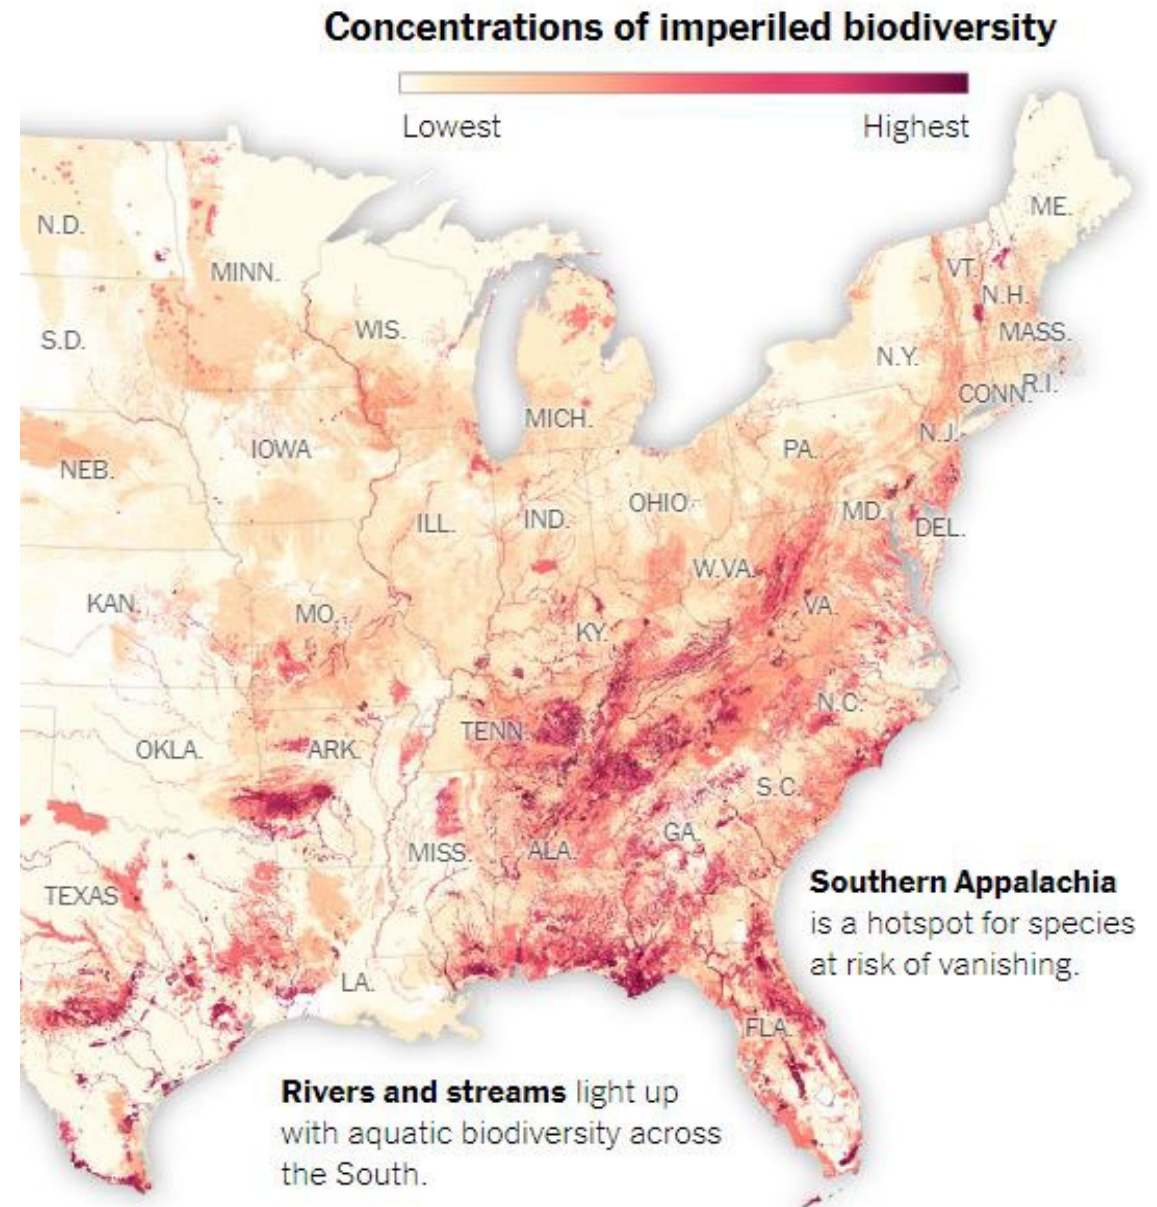 Concentrations of imperiled biodiversity
Lowest
Highest
ME.
N.D.
VT.
MINN.
N.H.
WIS.
MASS.
S.D.
N.Y.
R.I.
CONN.
MICH.
N.J.
IOWA
PA.
NEB.
OHIO
MD.
ILL.
IND.
DEL.
W.VA.
KAN.
MO.
VA.
KY.
N.C.
TENN.
OKLA.
ARK.
S.C.
GA.
MISS.
ALA.
TEXAS
Southern Appalachia
is a hotspot for species
at risk of vanishing.
LA.
FLA.
Rivers and streams light up
with aquatic biodiversity across
the South.